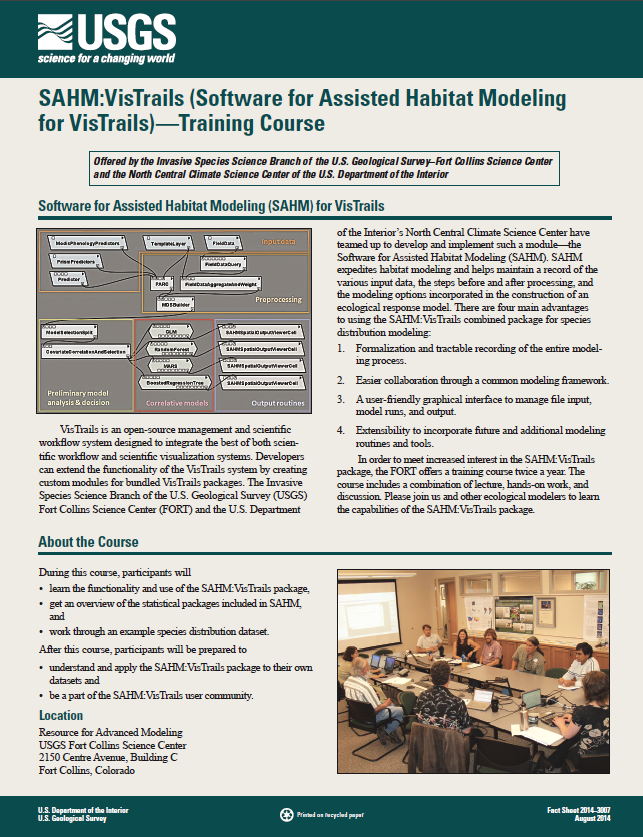 USGS
science for a changing world
SAHM:VisTrails (Software for Assisted Habitat Modeling
for VisTrails)—Training Course
Offered by the Invasive Species Science Branch of the U.S. Geological Survey–Fort Collins Science Center
and the North Central Climate Science Center of the U.S. Department of the Interior
Software for Assisted Habitat Modeling (SAHM) for VisTrails
ModisPhenologyPredictors
TemplateLayer
FieldData
Input data
PrismPredictors
FieldDataQuery
Predictor
PARC
FieldDataAggregateAndWeight
MDSBuilder
Preprocessing
ModelSelectionSplit
GLM
SAHMSpatialOutputViewerCell
CovariateCorrelationAndSelection
RandomForest
SAHMSpatialOutputViewerCell
MARS
SAHMSpatialOutputViewerCell
BoostedRegressionTree
SAHMSpatialOutputViewerCell
Preliminary model
analysis & decision
Correlative models
Output routines
VisTrails is an open-source management and scientific
workflow system designed to integrate the best of both scien-
tific workflow and scientific visualization systems. Developers
can extend the functionality of the VisTrails system by creating
custom modules for bundled VisTrails packages. The Invasive
Species Science Branch of the U.S. Geological Survey (USGS)
Fort Collins Science Center (FORT) and the U.S. Department
of the Interior's North Central Climate Science Center have
teamed up to develop and implement such a module—the
Software for Assisted Habitat Modeling (SAHM). SAHM
expedites habitat modeling and helps maintain a record of the
various input data, the steps before and after processing, and
the modeling options incorporated in the construction of an
ecological response model. There are four main advantages
to using the SAHM:VisTrails combined package for species
distribution modeling:
1. Formalization and tractable recording of the entire model-
ing process.
2. Easier collaboration through a common modeling framework.
3. A user-friendly graphical interface to manage file input,
model runs, and output.
4. Extensibility to incorporate future and additional modeling
routines and tools.
In order to meet increased interest in the SAHM:VisTrails
package, the FORT offers a training course twice a year. The
course includes a combination of lecture, hands-on work, and
discussion. Please join us and other ecological modelers to learn
the capabilities of the SAHM:VisTrails package.
About the Course
During this course, participants will
• learn the functionality and use of the SAHM:VisTrails package,
• get an overview of the statistical packages included in SAHM,
and
• work through an example species distribution dataset.
After this course, participants will be prepared to
• understand and apply the SAHM:VisTrails package to their own
datasets and
• be a part of the SAHM:VisTrails user community.
Location
Resource for Advanced Modeling
USGS Fort Collins Science Center
2150 Centre Avenue, Building C
Fort Collins, Colorado
U.S. Department of the Interior
U.S. Geological Survey
Printed on recycled paper
Fact Sheet 2014–3007
August 2014